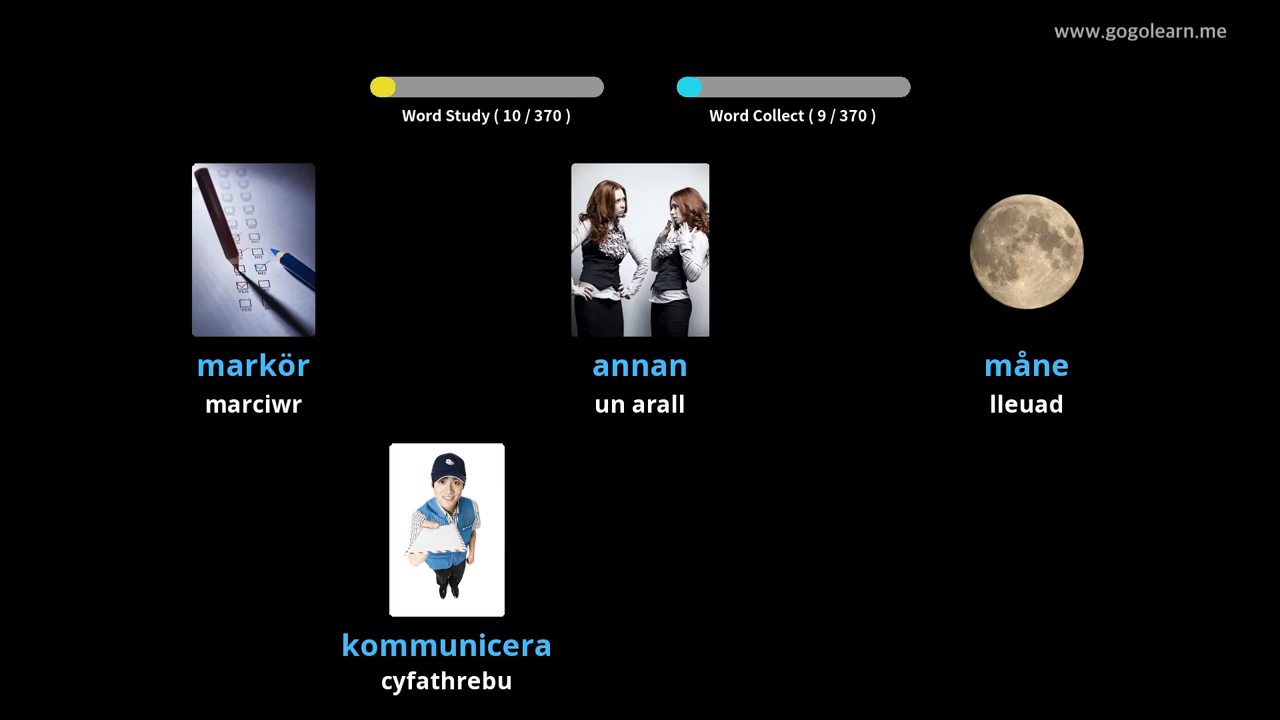 www.gogolearn.me
Word Study ( 10 / 370 )
Word Collect ( 9 / 370 )
markör
marciwr
annan
un arall
måne
lleuad
kommunicera
cyfathrebu